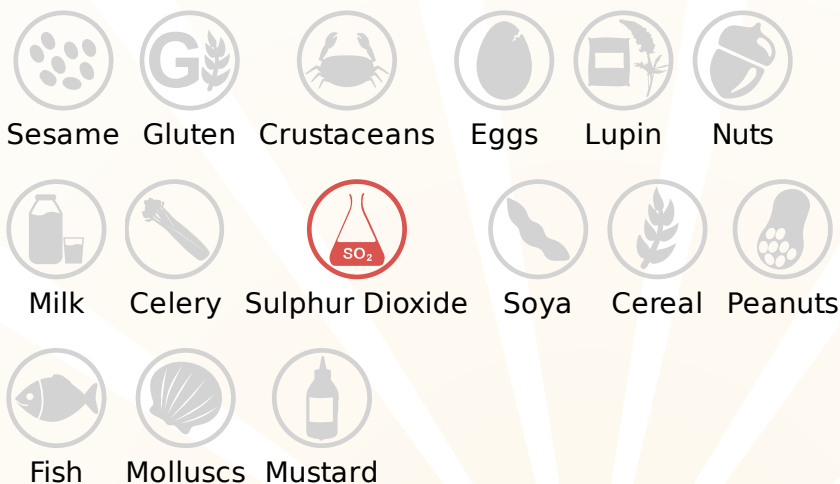 G
Sesame Gluten Crustaceans Eggs Lupin Nuts
SO₂
Milk Celery Sulphur Dioxide Soya Cereal Peanuts
Fish Molluscs Mustard